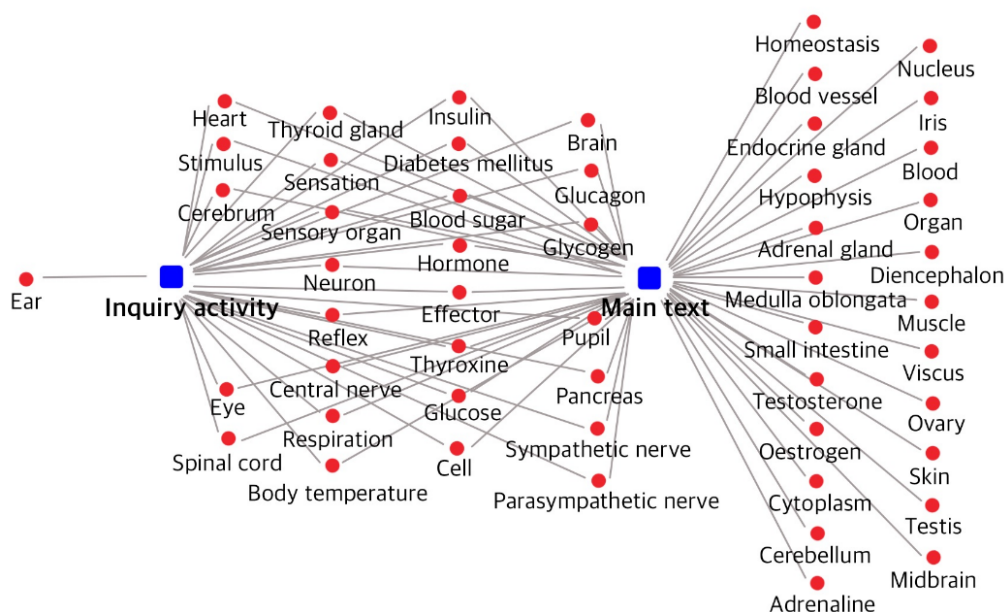 Homeostasis
Nucleus
Blood vessel
Heart
Thyroid gland
Insulin
Brain
Endocrine gland
Iris
Stimulus
Sensation
Diabetes mellitus
Glucagon
Hypophysis
Blood
Cerebrum
Sensory organ
Blood sugar
Glycogen
Adrenal gland
Organ
Ear
Inquiry activity
Neuron
Hormone
Main text
Medulla oblongata
Diencephalon
Reflex
Effector
Pupil
Small intestine
Muscle
Eye
Central nerve
Thyroxine
Pancreas
Testosterone
Viscus
Spinal cord
Respiration
Glucose
Sympathetic nerve
Oestrogen
Ovary
Body temperature
Cell
Parasympathetic nerve
Cytoplasm
Skin
Cerebellum
Testis
Adrenaline
Midbrain